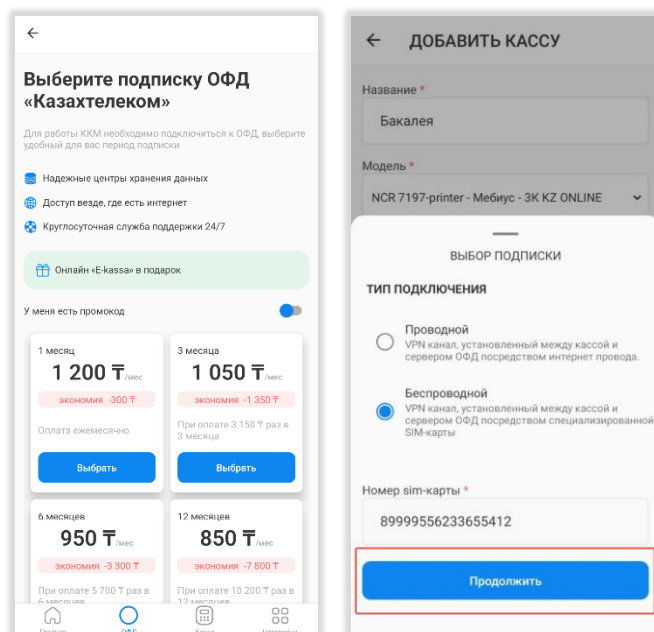 Выберите подписку ОФД
«Казахтелеком»
Для работы ККМ необходимо подключиться к ОФД, выберите
удобный для вас период подписки
Надежные центры хранения данных
Доступ везде, где есть интернет
Круглосуточная служба поддержки 24/7
Онлайн «E-kassa» в подарок
У меня есть промокод
1 месяц
1 200 ₸/мес
экономия -300 ₸
Оплата ежемесячно
Выбрать
3 месяца
1 050 ₸/мес
экономия -1 350 ₸
При оплате 3 150 ₸ раз в
3 месяца
Выбрать
6 месяцев
950 ₸/мес
экономия -3 300 ₸
При оплате 5 700 ₸ раз в
6 месяцев
12 месяцев
850 ₸/мес
экономия -7 800 ₸
При оплате 10 200 ₸ раз в
12 месяцев
ОФД
ДОБАВИТЬ КАССУ
Название *
Бакалея
Модель *
NCR 7197-printer - Мебиус - 3K KZ ONLINE
ВЫБОР ПОДПИСКИ
ТИП ПОДКЛЮЧЕНИЯ
Проводной
VPN канал, установленный между кассой и
сервером ОФД посредством интернет провода.
Беспроводной
VPN канал, установленный между кассой и
сервером ОФД посредством специализированной
SIM-карты
Номер sim-карты *
89999556233655412
Продолжить